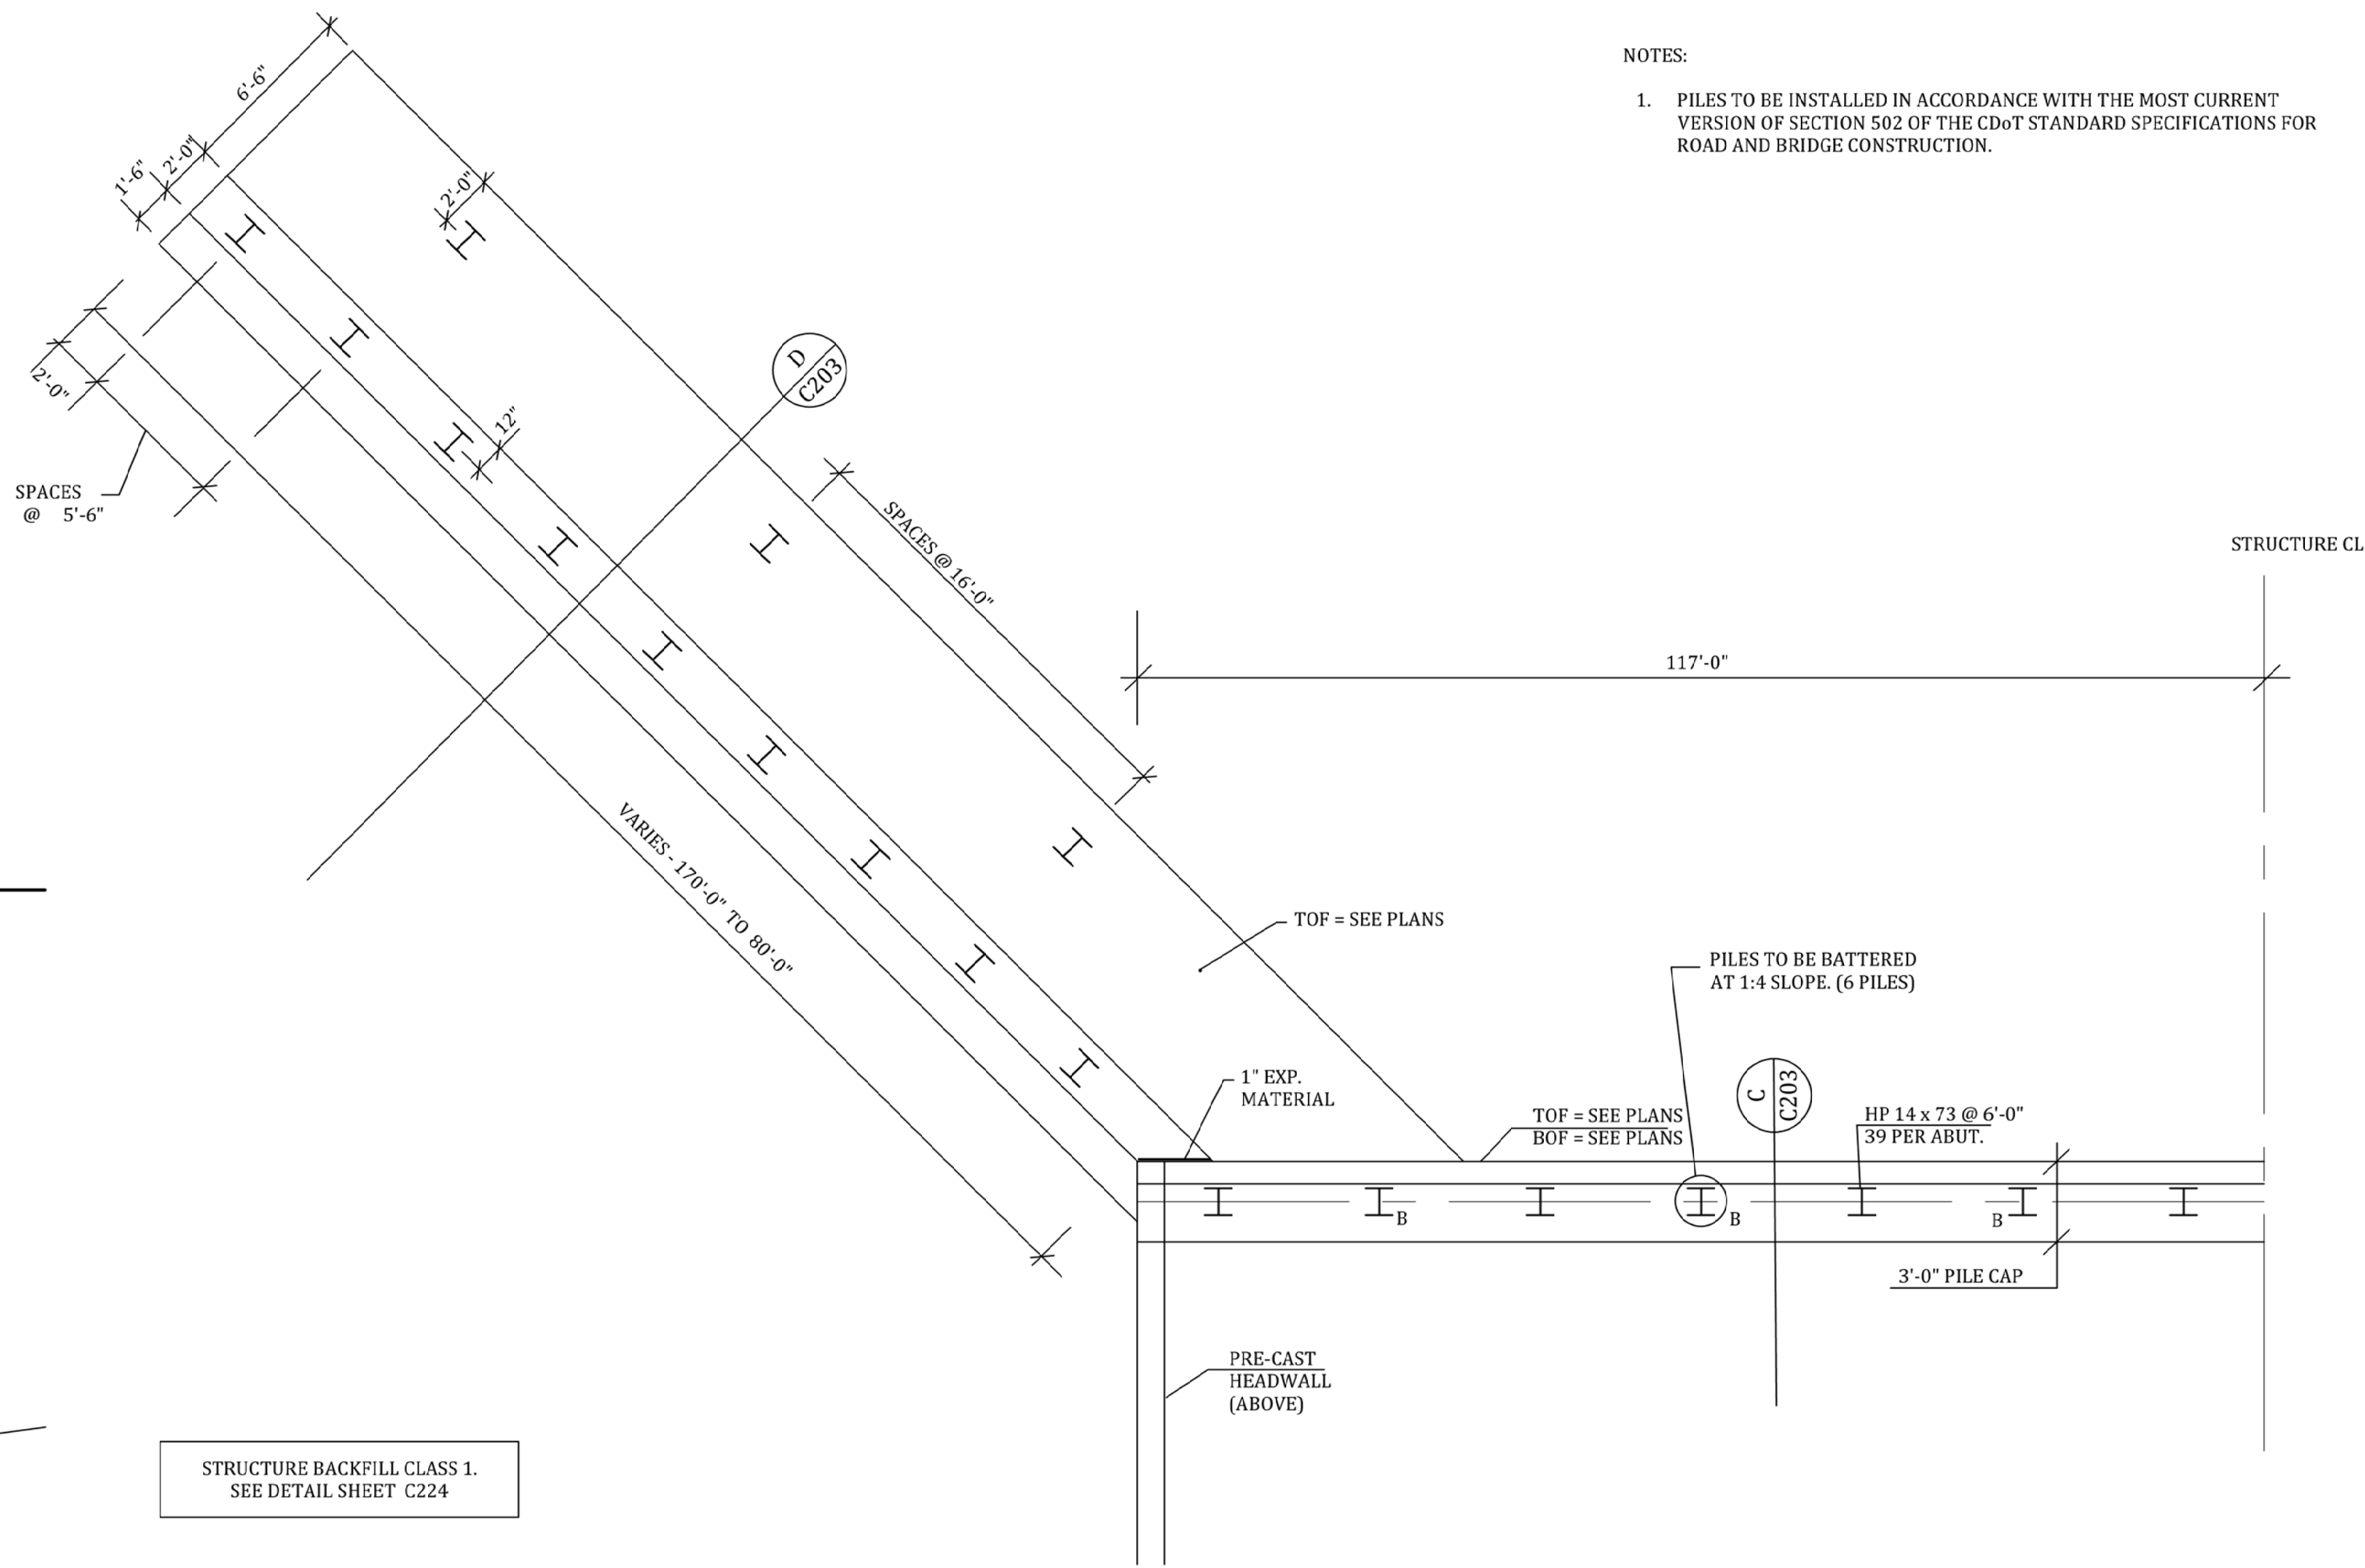 NOTES:
1. PILES TO BE INSTALLED IN ACCORDANCE WITH THE MOST CURRENT
VERSION OF SECTION 502 OF THE CDoT STANDARD SPECIFICATIONS FOR
ROAD AND BRIDGE CONSTRUCTION.
6'-6"
2'-0"
1'-6"
2'-0"
D
C203
2'-0"
12"
SPACES
@ 5'-6"
SPACES @ 16'-0"
STRUCTURE CL
117'-0"
VARIES - 170'-0" TO 80'-0"
TOF = SEE PLANS
PILES TO BE BATTERED
AT 1:4 SLOPE. (6 PILES)
1" EXP.
MATERIAL
TOF = SEE PLANS
BOF = SEE PLANS
C
C203
HP 14 x 73 @ 6'-0"
39 PER ABUT.
B
B
B
3'-0" PILE CAP
PRE-CAST
HEADWALL
(ABOVE)
STRUCTURE BACKFILL CLASS 1.
SEE DETAIL SHEET C224